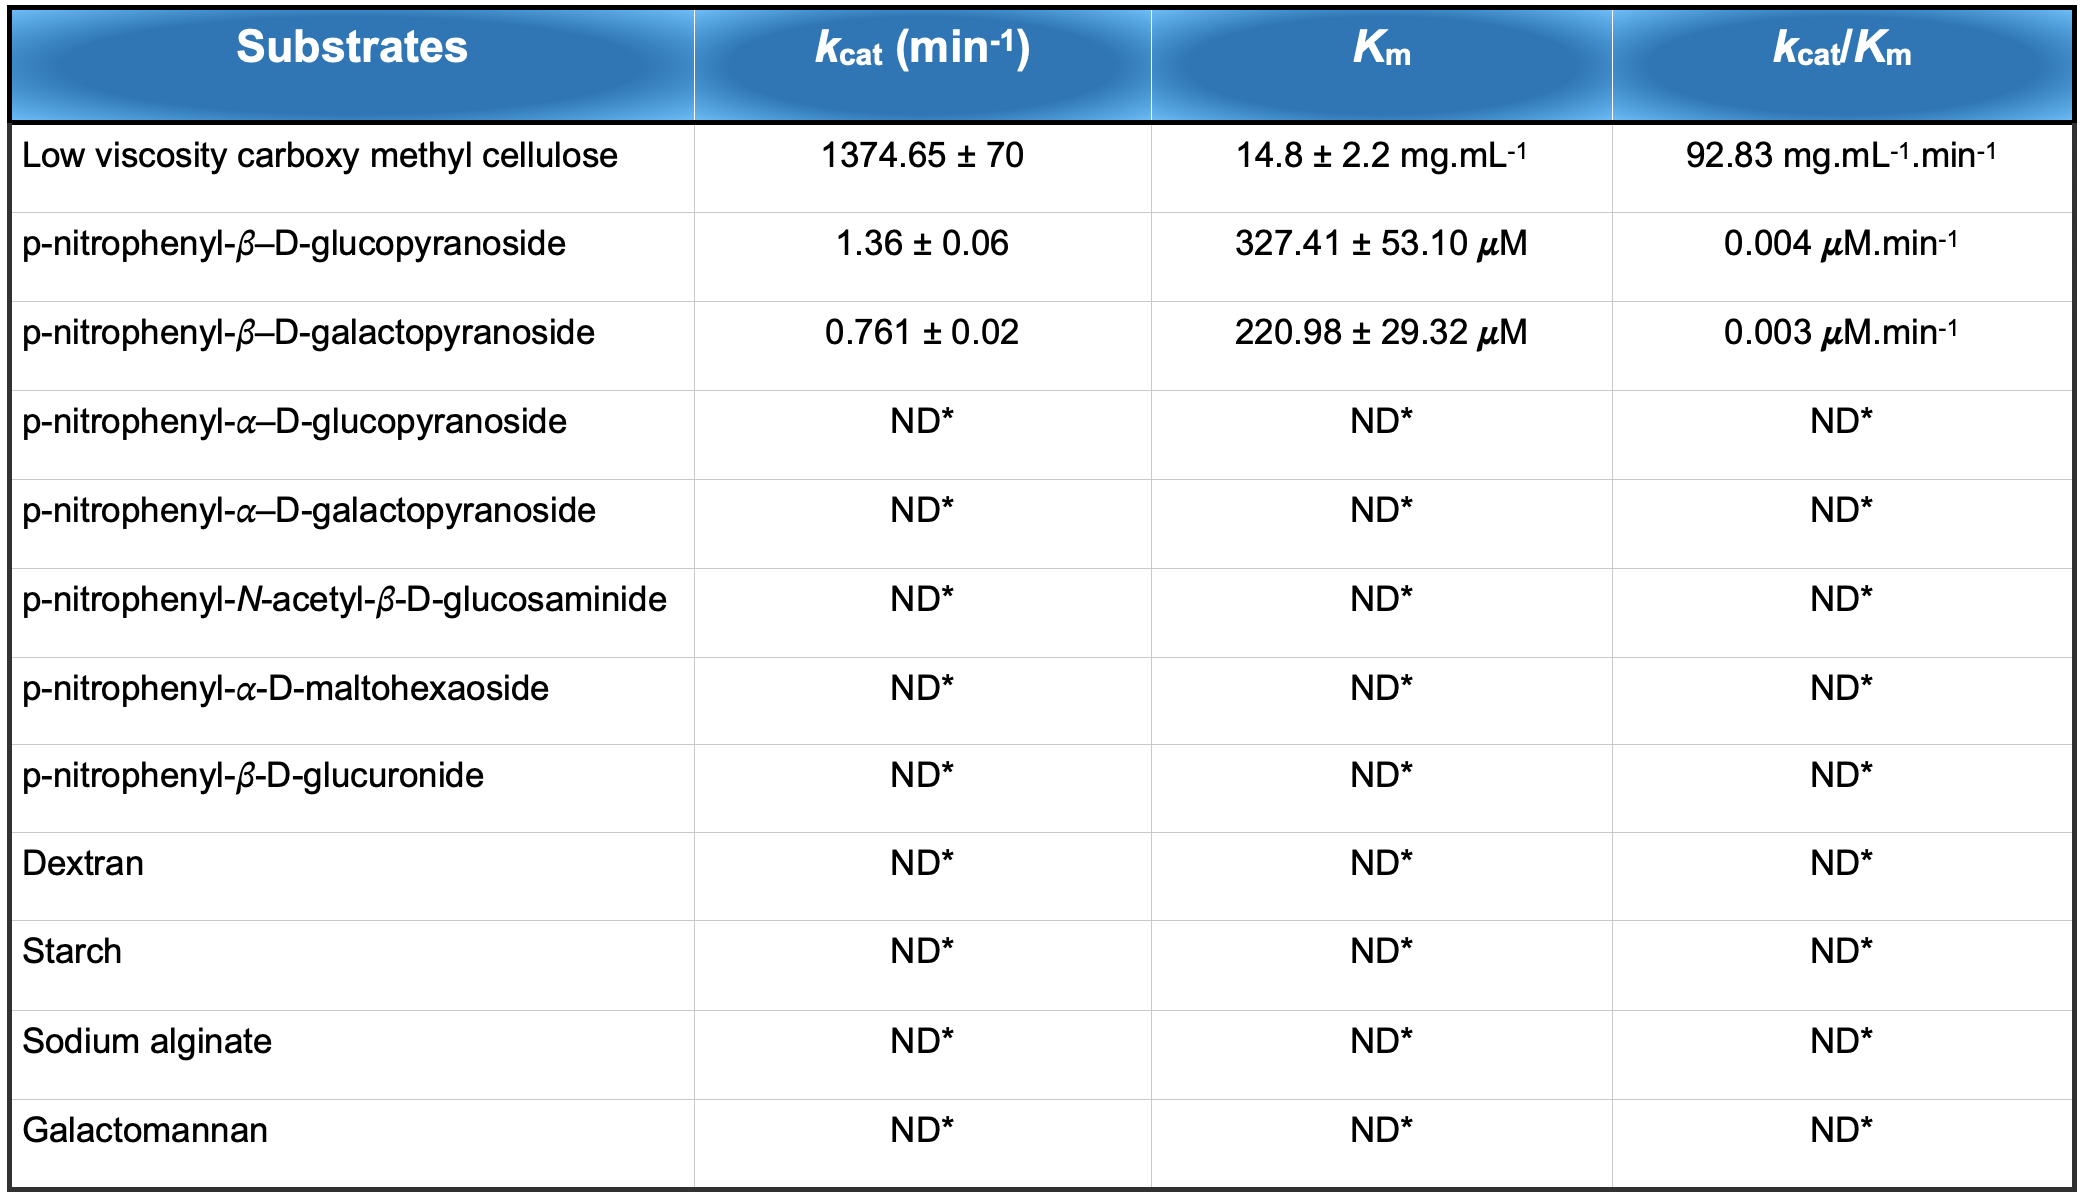 Substrates kcat (min-1) Km kcat/Km
Low viscosity carboxy methyl cellulose 1374.65 ± 70 14.8 ± 2.2 mg.mL-1 92.83 mg.mL-1.min-1
p-nitrophenyl-β–D-glucopyranoside 1.36 ± 0.06 327.41 ± 53.10 μM 0.004 μM.min-1
p-nitrophenyl-β–D-galactopyranoside 0.761 ± 0.02 220.98 ± 29.32 μM 0.003 μM.min-1
p-nitrophenyl-α–D-glucopyranoside ND* ND* ND*
p-nitrophenyl-α–D-galactopyranoside ND* ND* ND*
p-nitrophenyl-N-acetyl-β-D-glucosaminide ND* ND* ND*
p-nitrophenyl-α-D-maltohexaoside ND* ND* ND*
p-nitrophenyl-β-D-glucuronide ND* ND* ND*
Dextran ND* ND* ND*
Starch ND* ND* ND*
Sodium alginate ND* ND* ND*
Galactomannan ND* ND* ND*